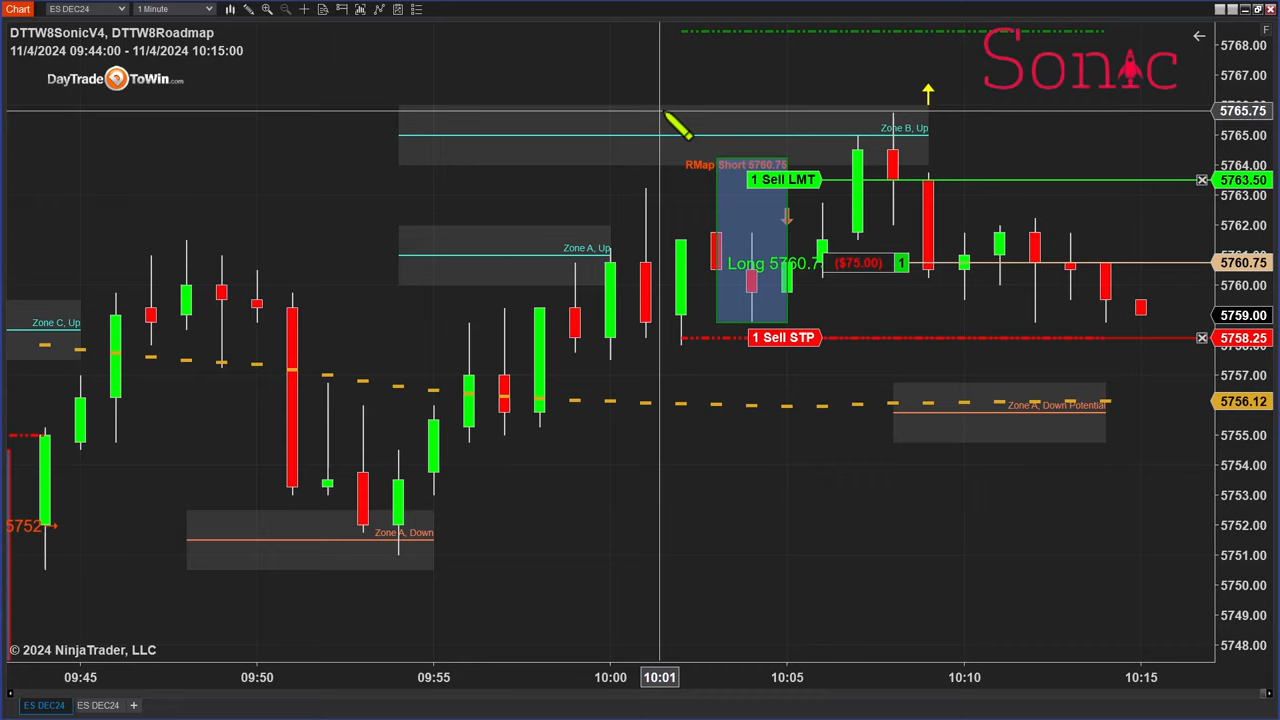 Chart
ES DEC24
1 Minute
DTTW8SonicV4, DTTW8Roadmap
11/4/2024 09:44:00 - 11/4/2024 10:15:00
DayTradeToWin.com
Sonic
F
5768.00
5767.00
5765.75
Zone B, Up
5765.00
RMap Short 5760.75
5764.00
1 Sell LMT
5763.50
5763.00
5762.00
Zone A, Up
($75.00)
1
5760.75
5760.00
5759.00
Zone C, Up
1 Sell STP
5758.25
5757.00
5756.12
Zone A, Down Potential
5755.00
5754.00
5753.00
5752
5752.00
Zone A, Down
5751.00
5750.00
5749.00
5748.00
© 2024 NinjaTrader, LLC
09:45
09:50
09:55
10:00
10:01
10:05
10:10
10:15
ES DEC24
ES DEC24